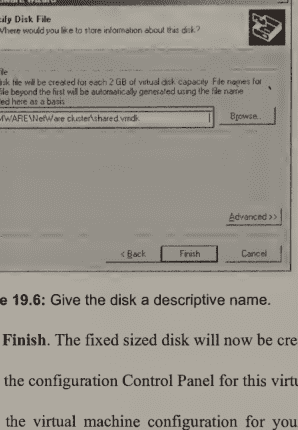 cify Disk File
Where would you like to store information about this disk?
file
disk file will be created for each 2 GB of virtual disk capacity. File names for
file beyond the first will be automatically generated using the file name
ed here as a basis.
MWARE\NetWare cluster\shared.vmdk
Browse...
Advanced >>
< Back
Finish
Cancel
e 19.6: Give the disk a descriptive name.
Finish. The fixed sized disk will now be cre
the configuration Control Panel for this virtu
the virtual machine configuration for you